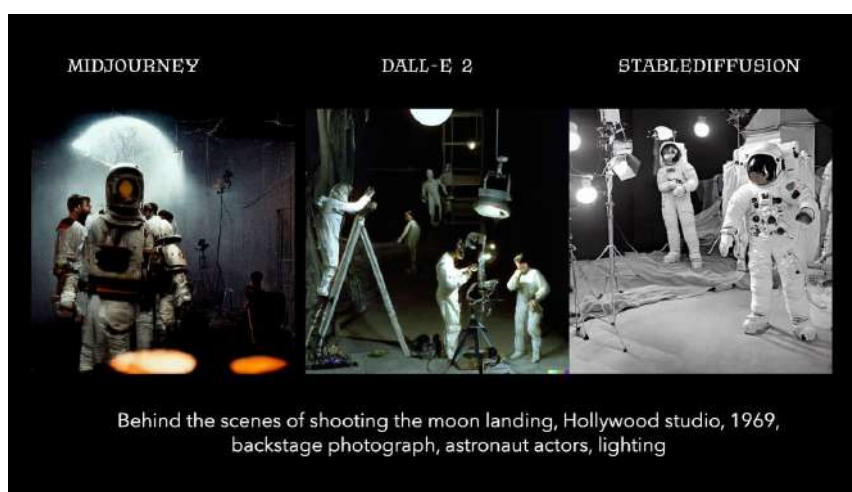 MIDJOURNEY
DALL-E 2
STABLEDIFFUSION
Behind the scenes of shooting the moon landing, Hollywood studio, 1969,
backstage photograph, astronaut actors, lighting